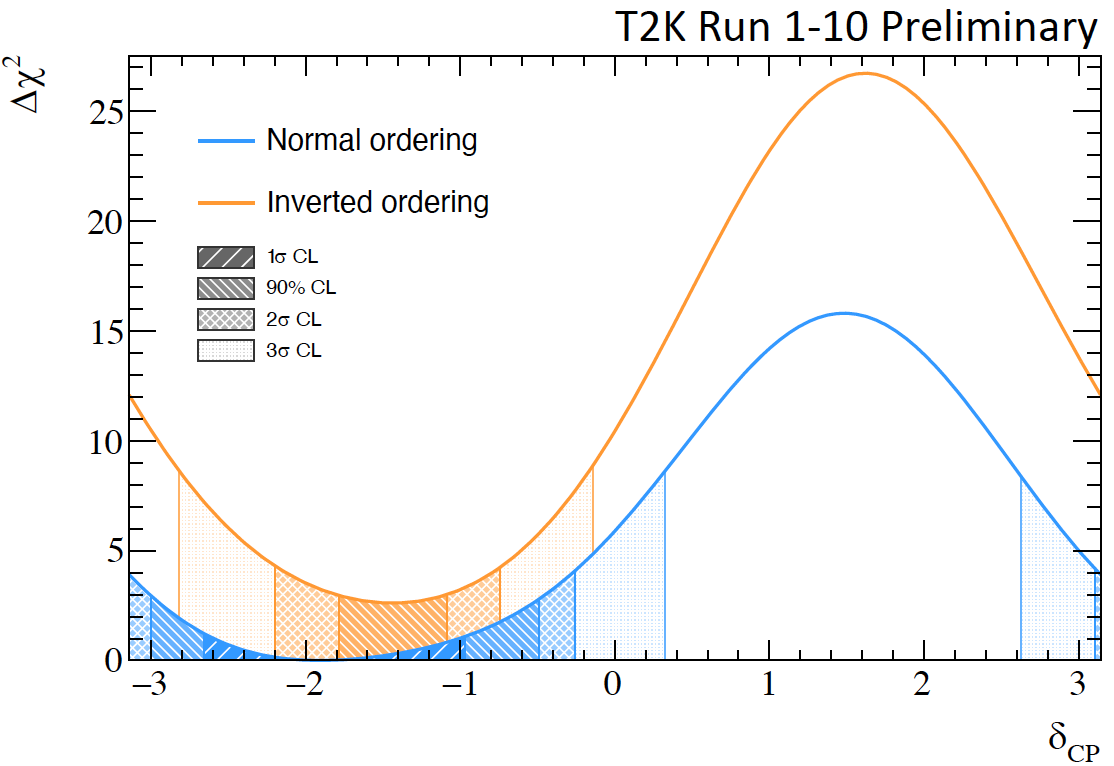 T2K Run 1-10 Preliminary
Δχ²
25
20
15
10
5
0
Normal ordering
Inverted ordering
1σ CL
90% CL
2σ CL
3σ CL
−3 −2 −1 0 1 2 3
δCP